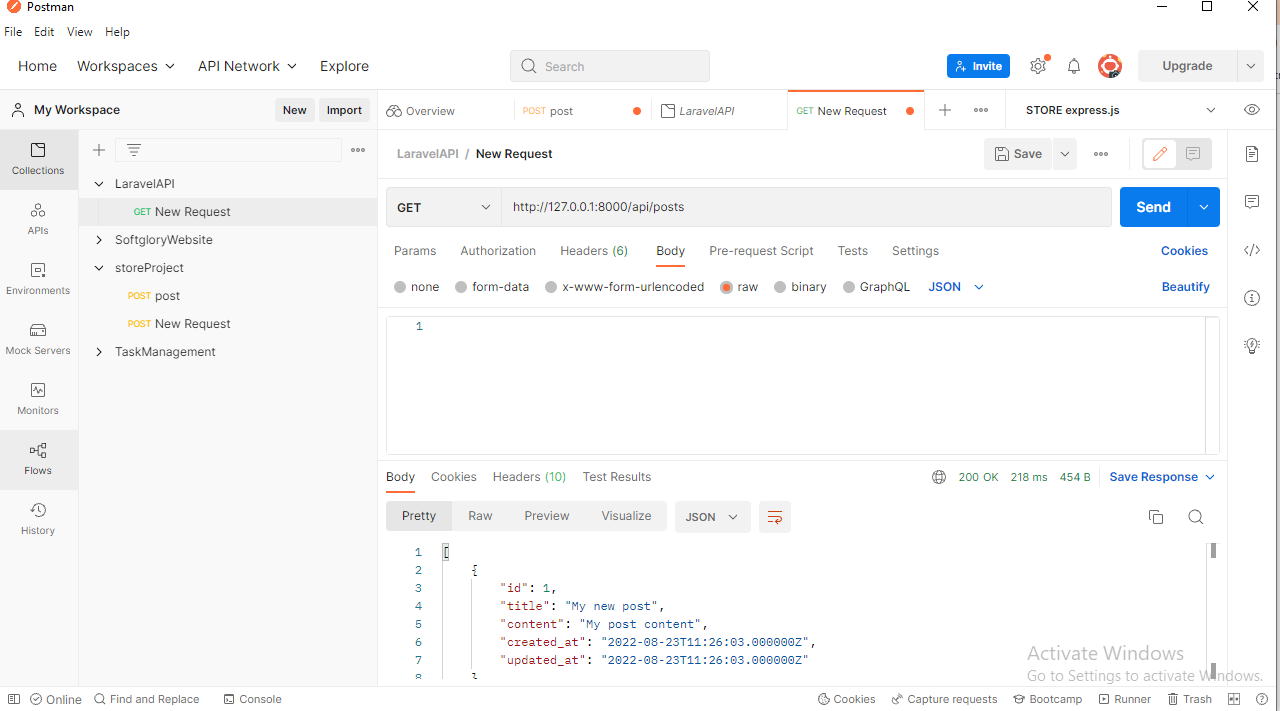 Postman
File Edit View Help
Home Workspaces API Network Explore Search Invite Upgrade
My Workspace New Import Overview POST post LaravelAPI GET New Request STORE express.js
Collections
APIs
Environments
Mock Servers
Monitors
Flows
History
LaravelAPI
GET New Request
SoftgloryWebsite
storeProject
POST post
POST New Request
TaskManagement
LaravelAPI / New Request Save
GET http://127.0.0.1:8000/api/posts Send
Params Authorization Headers (6) Body Pre-request Script Tests Settings Cookies
none form-data x-www-form-urlencoded raw binary GraphQL JSON Beautify
1
Body Cookies Headers (10) Test Results 200 OK 218 ms 454 B Save Response
Pretty Raw Preview Visualize JSON
1 [
2 {
3 "id": 1,
4 "title": "My new post",
5 "content": "My post content",
6 "created_at": "2022-08-23T11:26:03.000000Z",
7 "updated_at": "2022-08-23T11:26:03.000000Z"
8 }
Activate Windows
Go to Settings to activate Windows.
Online Find and Replace Console Cookies Capture requests Bootcamp Runner Trash